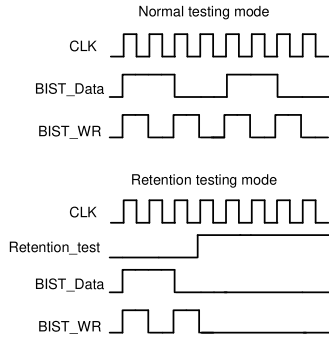 Normal testing mode
CLK
BIST_Data
BIST_WR
Retention testing mode
CLK
Retention_test
BIST_Data
BIST_WR